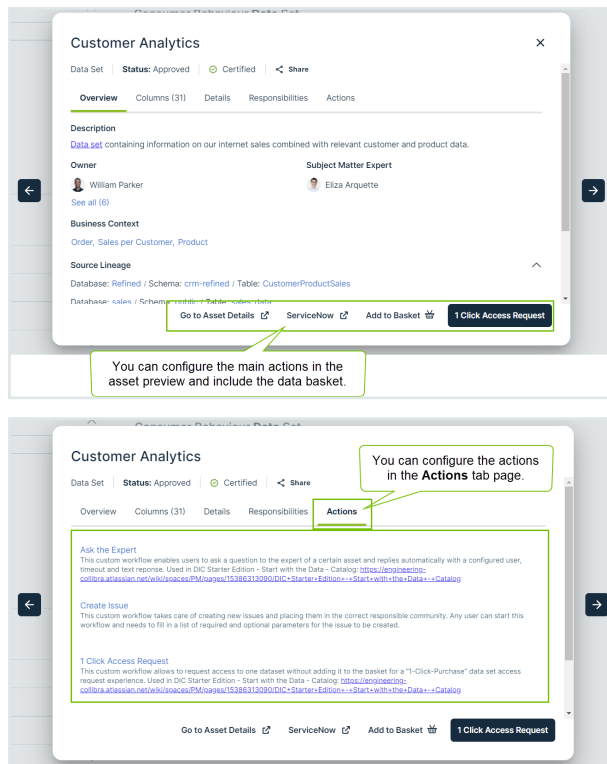 Consumer Behaviour Data Set
Customer Analytics
Data Set Status: Approved Certified Share
Overview Columns (31) Details Responsibilities Actions
Description
Data set containing information on our internet sales combined with relevant customer and product data.
Owner Subject Matter Expert
William Parker Eliza Arquette
See all (6)
Business Context
Order, Sales per Customer, Product
Source Lineage
Database: Refined / Schema: crm-refined / Table: CustomerProductSales
Database: sales / Schema: public / Table: sales data
Go to Asset Details ServiceNow Add to Basket 1 Click Access Request
You can configure the main actions in the
asset preview and include the data basket.
Consumer Behaviour Data Set
Customer Analytics
You can configure the actions
in the Actions tab page.
Data Set Status: Approved Certified Share
Overview Columns (31) Details Responsibilities Actions
Ask the Expert
This custom workflow enables users to ask a question to the expert of a certain asset and replies automatically with a configured user,
timeout and text reponse. Used in DIC Starter Edition - Start with the Data - Catalog: https://engineering-
collibra.atlassian.net/wiki/spaces/PM/pages/15386313090/DIC+Starter+Edition+-+Start+with+the+Data+-+Catalog
Create Issue
This custom workflow takes care of creating new issues and placing them in the correct responsible community. Any user can start this
workflow and needs to fill in a list of required and optional parameters for the issue to be created.
1 Click Access Request
This custom workflow allows to request access to one dataset without adding it to the basket for a "1-Click-Purchase" data set access
request experience. Used in DIC Starter Edition - Start with the Data - Catalog: https://engineering-
collibra.atlassian.net/wiki/spaces/PM/pages/15386313090/DIC+Starter+Edition+-+Start+with+the+Data+-+Catalog
Go to Asset Details ServiceNow Add to Basket 1 Click Access Request